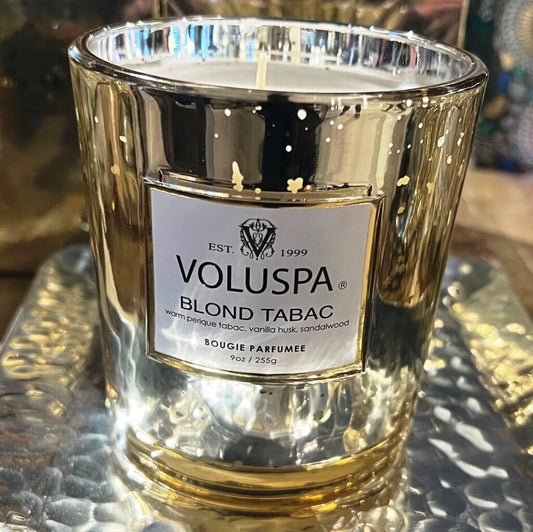 EST. V 1999
VOLUSPA®
BLOND TABAC
warm perique tabac, vanilla husk, sandalwood
BOUGIE PARFUMEE
9oz / 255g